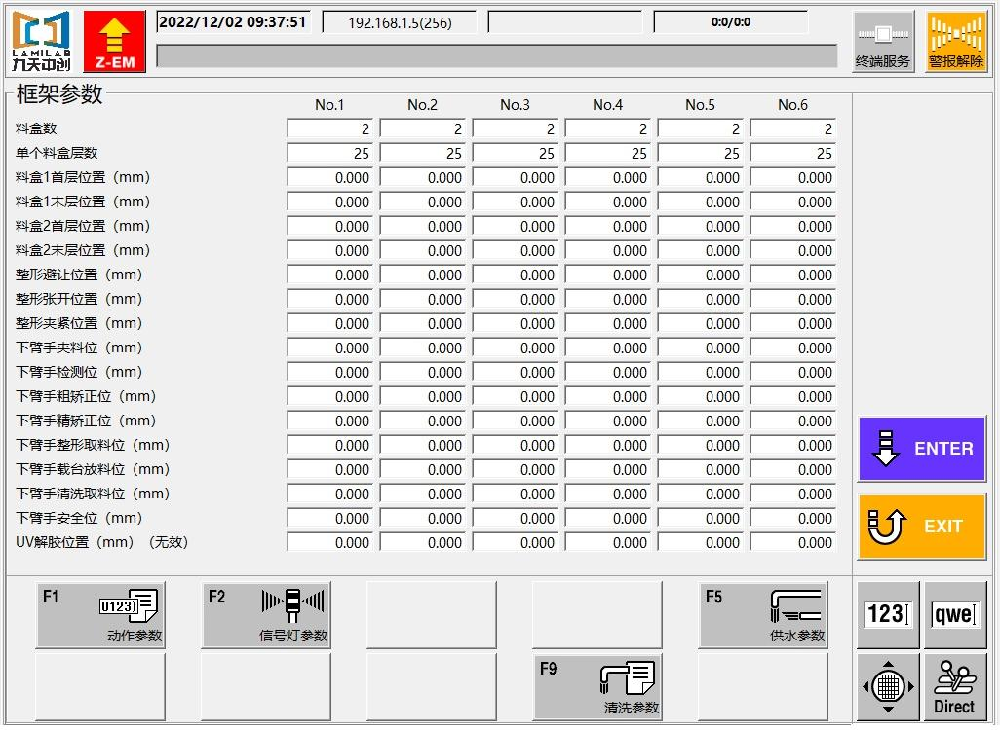 LAMILAB
九天中创
Z-EM
2022/12/02 09:37:51
192.168.1.5(256)
0:0/0:0
终端服务
警报解除
框架参数
No.1 No.2 No.3 No.4 No.5 No.6
料盒数 2 2 2 2 2 2
单个料盒层数 25 25 25 25 25 25
料盒1首层位置（mm） 0.000 0.000 0.000 0.000 0.000 0.000
料盒1末层位置（mm） 0.000 0.000 0.000 0.000 0.000 0.000
料盒2首层位置（mm） 0.000 0.000 0.000 0.000 0.000 0.000
料盒2末层位置（mm） 0.000 0.000 0.000 0.000 0.000 0.000
整形避让位置（mm） 0.000 0.000 0.000 0.000 0.000 0.000
整形张开位置（mm） 0.000 0.000 0.000 0.000 0.000 0.000
整形夹紧位置（mm） 0.000 0.000 0.000 0.000 0.000 0.000
下臂手夹料位（mm） 0.000 0.000 0.000 0.000 0.000 0.000
下臂手检测位（mm） 0.000 0.000 0.000 0.000 0.000 0.000
下臂手粗矫正位（mm） 0.000 0.000 0.000 0.000 0.000 0.000
下臂手精矫正位（mm） 0.000 0.000 0.000 0.000 0.000 0.000
下臂手整形取料位（mm） 0.000 0.000 0.000 0.000 0.000 0.000
下臂手载台放料位（mm） 0.000 0.000 0.000 0.000 0.000 0.000
下臂手清洗取料位（mm） 0.000 0.000 0.000 0.000 0.000 0.000
下臂手安全位（mm） 0.000 0.000 0.000 0.000 0.000 0.000
UV解胶位置（mm）（无效） 0.000 0.000 0.000 0.000 0.000 0.000
ENTER
EXIT
F1
0123
动作参数
F2
信号灯参数
F5
供水参数
123
qwe
F9
清洗参数
Direct